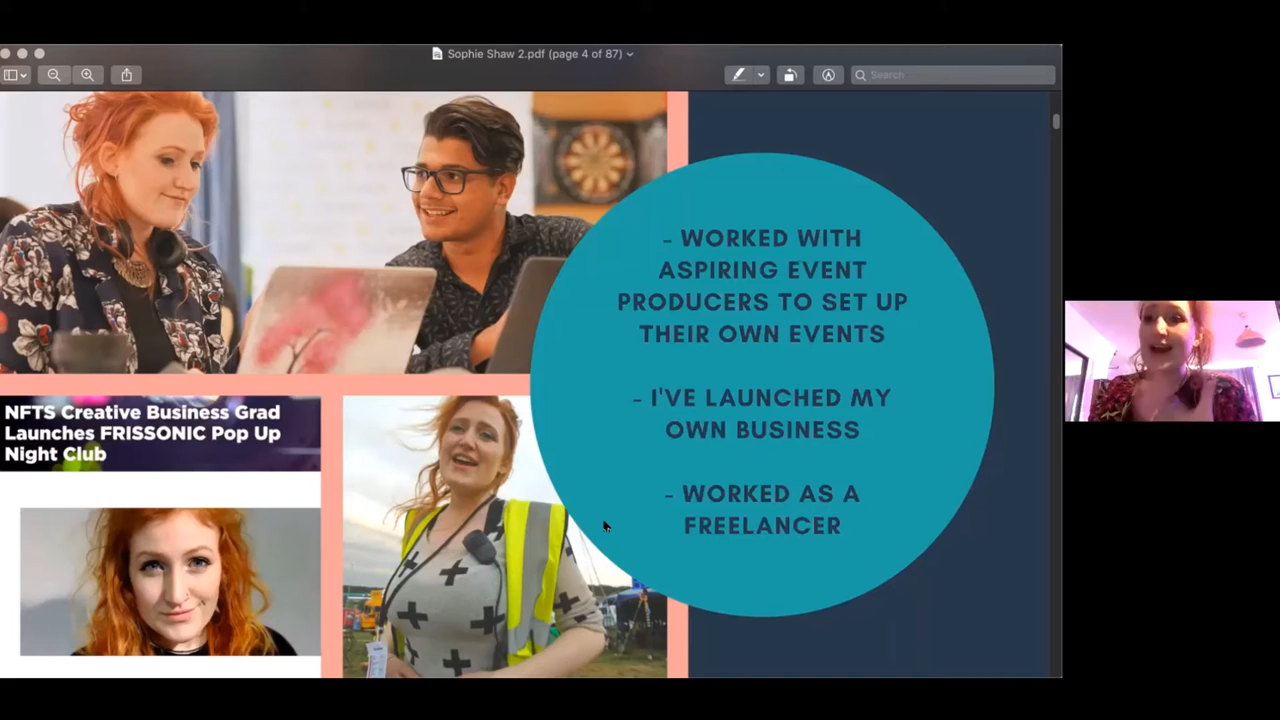 Sophie Shaw 2.pdf (page 4 of 87)
Search
- WORKED WITH
ASPIRING EVENT
PRODUCERS TO SET UP
THEIR OWN EVENTS
- I'VE LAUNCHED MY
OWN BUSINESS
- WORKED AS A
FREELANCER
NFTS Creative Business Grad
Launches FRISSONIC Pop Up
Night Club